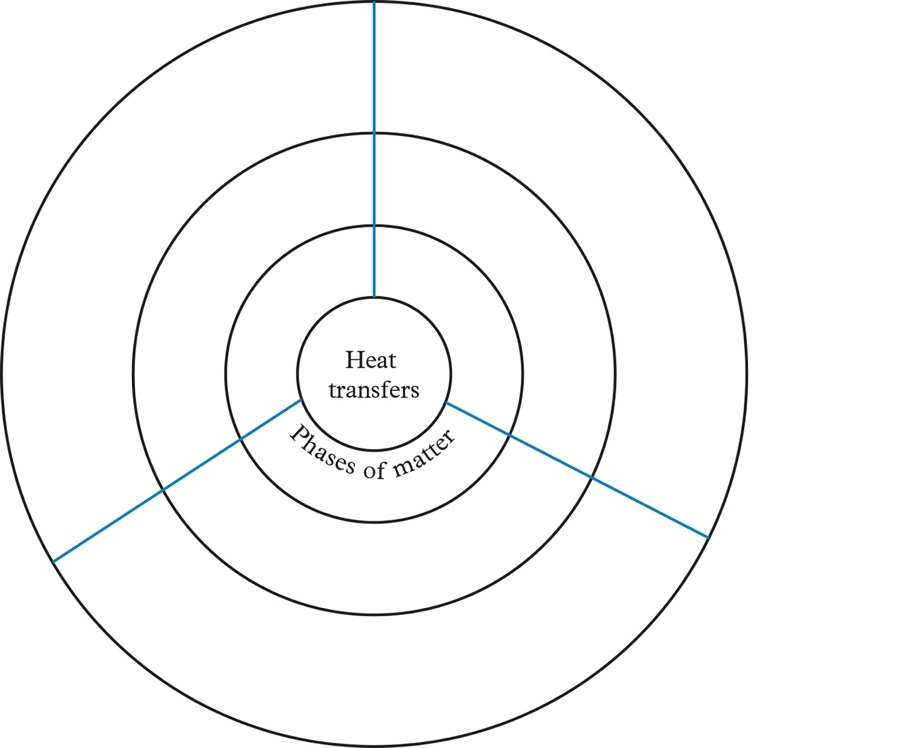 Heat
transfers
Phases of matter